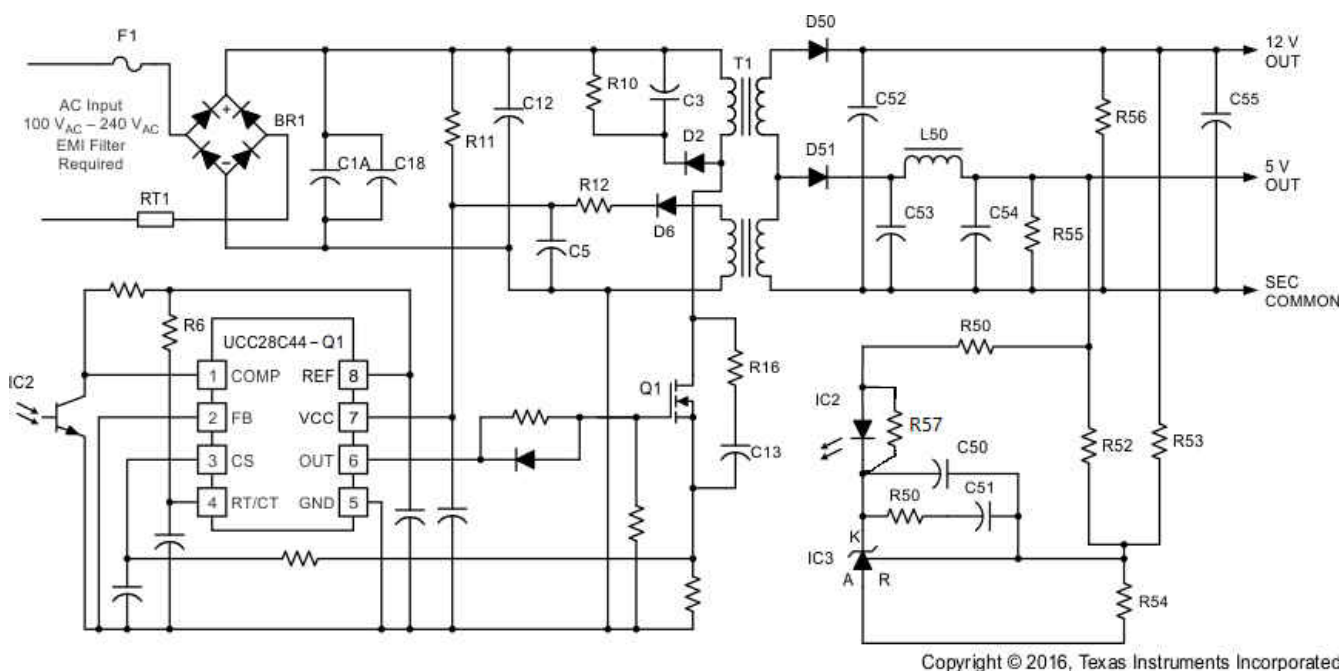 F1
AC Input
100 VAC – 240 VAC
EMI Filter
Required
BR1
RT1
C1A
C18
R11
C12
R10
C3
D2
R12
D6
C5
T1
D50
D51
C52
L50
C53
C54
R55
R56
C55
12 V
OUT
5 V
OUT
SEC
COMMON
R6
UCC28C44–Q1
IC2
1 COMP REF 8
2 FB VCC 7
3 CS OUT 6
4 RT/CT GND 5
Q1
R16
C13
R50
IC2
R57
C50
R50
C51
K
IC3
A
R
R52
R53
R54
Copyright © 2016, Texas Instruments Incorporated